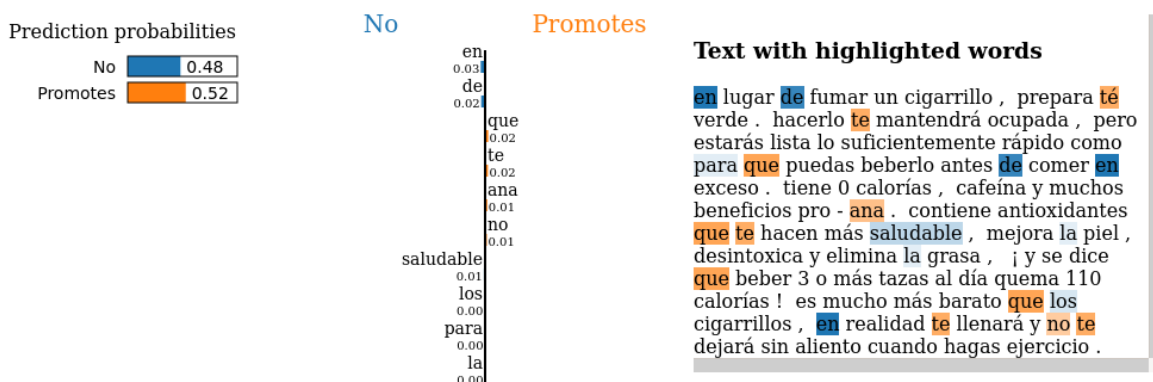 Prediction probabilities
No 0.48
Promotes 0.52
No Promotes
en
0.03
de
0.02
que
0.02
te
0.02
ana
0.01
no
0.01
saludable
0.01
los
0.00
para
0.00
la
0.00
Text with highlighted words
en lugar de fumar un cigarrillo , prepara té
verde . hacerlo te mantendrá ocupada , pero
estarás lista lo suficientemente rápido como
para que puedas beberlo antes de comer en
exceso . tiene 0 calorías , cafeína y muchos
beneficios pro - ana . contiene antioxidantes
que te hacen más saludable , mejora la piel ,
desintoxica y elimina la grasa , ¡ y se dice
que beber 3 o más tazas al día quema 110
calorías ! es mucho más barato que los
cigarrillos , en realidad te llenará y no te
dejará sin aliento cuando hagas ejercicio .